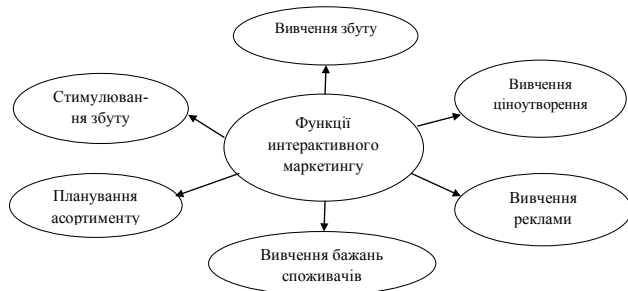 Вивчення збуту
Стимулюван-
ня збуту
Вивчення
ціноутворення
Функції
интерактивного
маркетингу
Планування
асортименту
Вивчення
реклами
Вивчення бажань
споживачів